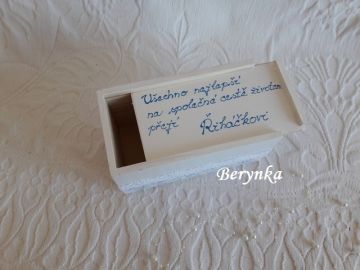 Všechno nejlepší
na společné cestě životem
přejí Řiháčkovi
Berynka